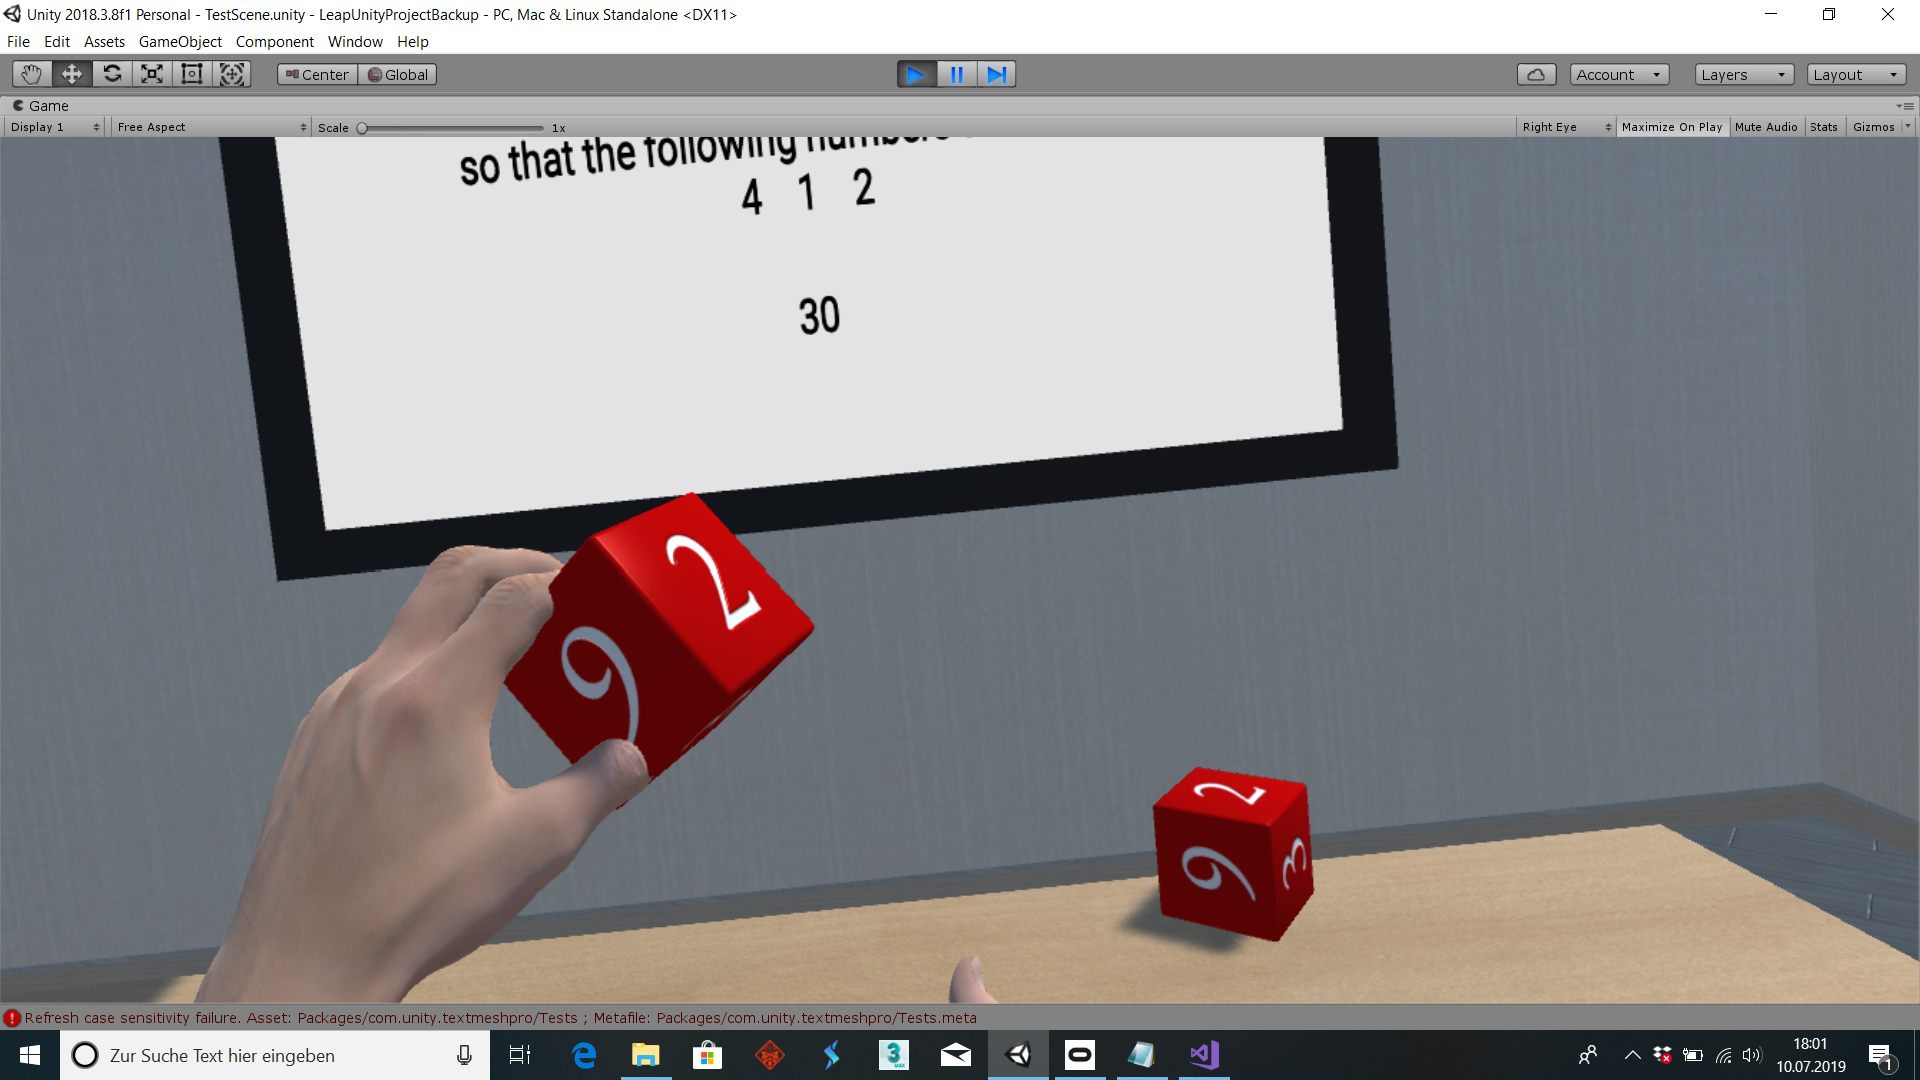 Unity 2018.3.8f1 Personal - TestScene.unity - LeapUnityProjectBackup - PC, Mac & Linux Standalone <DX11>
File Edit Assets GameObject Component Window Help
Center Global Account Layers Layout
Game
Display 1 Free Aspect Scale 1x Right Eye Maximize On Play Mute Audio Stats Gizmos
so that the following numbers
4 1 2
30
2
9
2
9
3
Refresh case sensitivity failure. Asset: Packages/com.unity.textmeshpro/Tests ; Metafile: Packages/com.unity.textmeshpro/Tests.meta
Zur Suche Text hier eingeben
3
MAX
18:01
10.07.2019
1